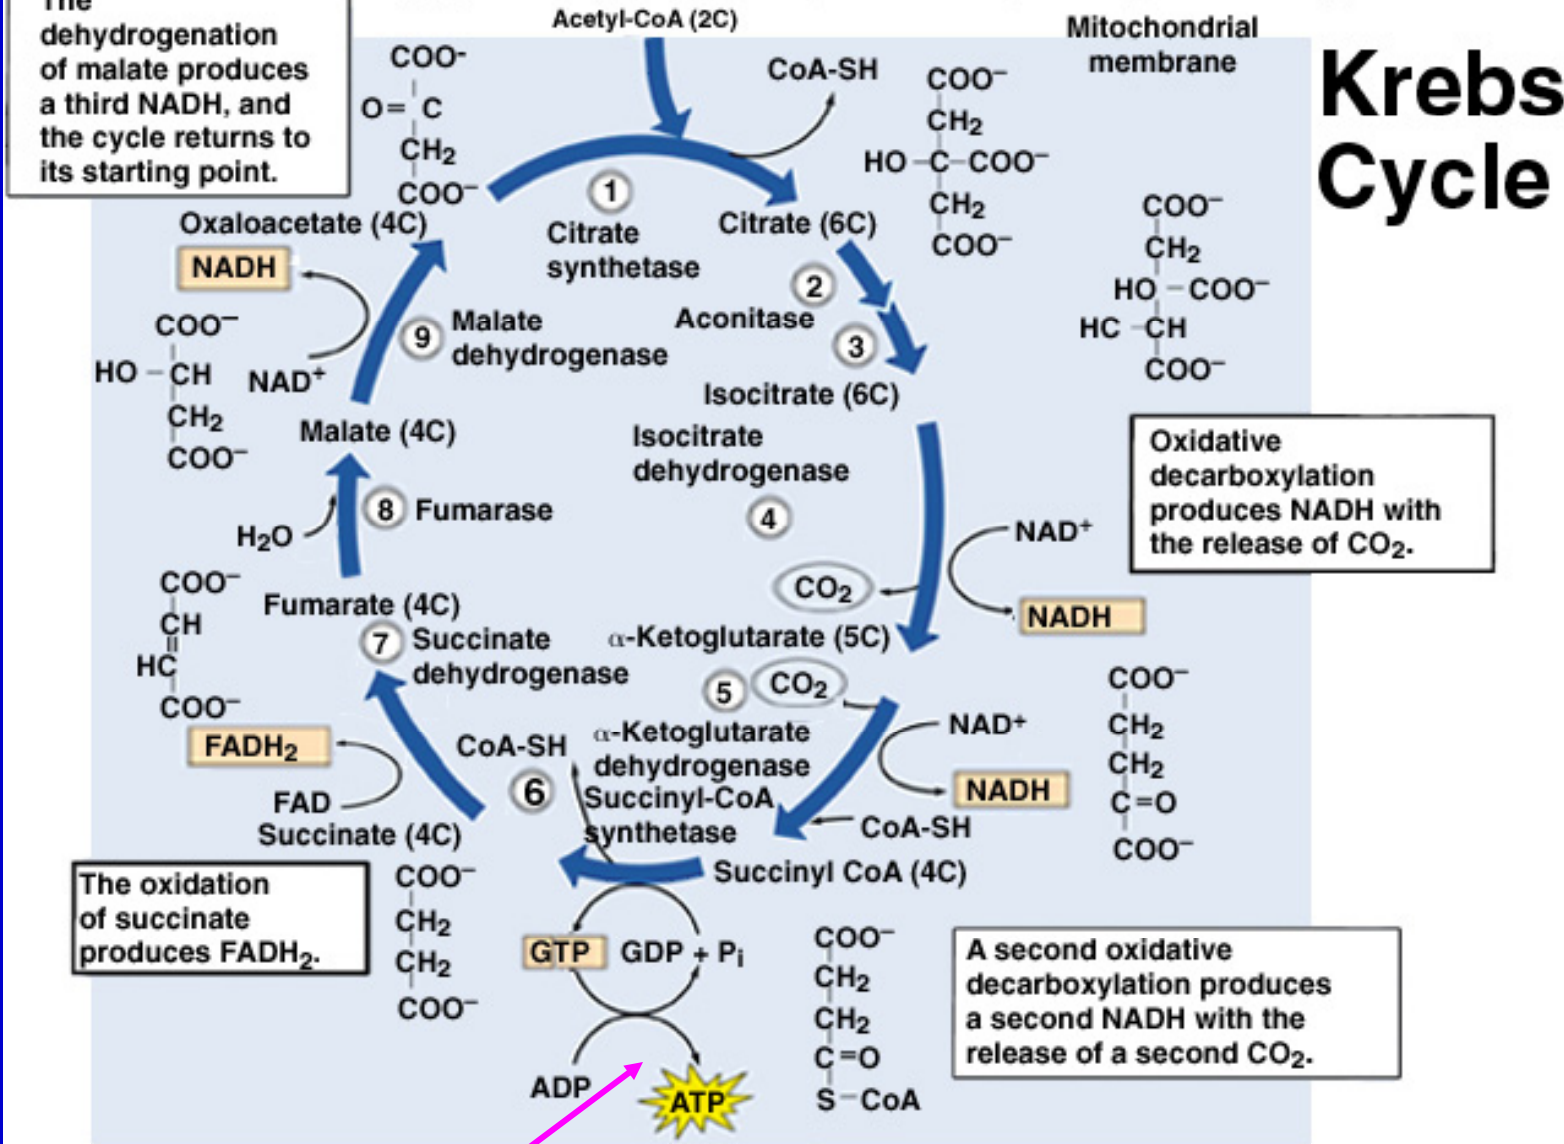 The
dehydrogenation
of malate produces
a third NADH, and
the cycle returns to
its starting point.
Acetyl-CoA (2C)
Mitochondrial
membrane
Krebs
Cycle
COO-
O= C
CH2
COO−
CoA-SH
COO−
CH2
HO –C–COO−
CH2
COO−
1
Citrate
synthetase
Oxaloacetate (4C)
Citrate (6C)
COO−
CH2
HO –COO−
HC –CH
COO−
NADH
NAD+
9
Malate
dehydrogenase
2
Aconitase
3
COO−
HO –CH
CH2
COO−
Isocitrate (6C)
Malate (4C)
Isocitrate
dehydrogenase
4
Oxidative
decarboxylation
produces NADH with
the release of CO2.
8
Fumarase
H2O
NAD+
CO2
NADH
COO−
CH
HC
COO−
Fumarate (4C)
7
Succinate
dehydrogenase
α-Ketoglutarate (5C)
5
CO2
COO−
CH2
CH2
C=O
COO−
FADH2
FAD
CoA-SH
α-Ketoglutarate
dehydrogenase
NAD+
NADH
6
Succinyl-CoA
synthetase
CoA-SH
Succinate (4C)
Succinyl CoA (4C)
The oxidation
of succinate
produces FADH2.
COO−
CH2
CH2
COO−
GTP
GDP + Pi
ADP
ATP
COO−
CH2
CH2
C=O
S–CoA
A second oxidative
decarboxylation produces
a second NADH with the
release of a second CO2.